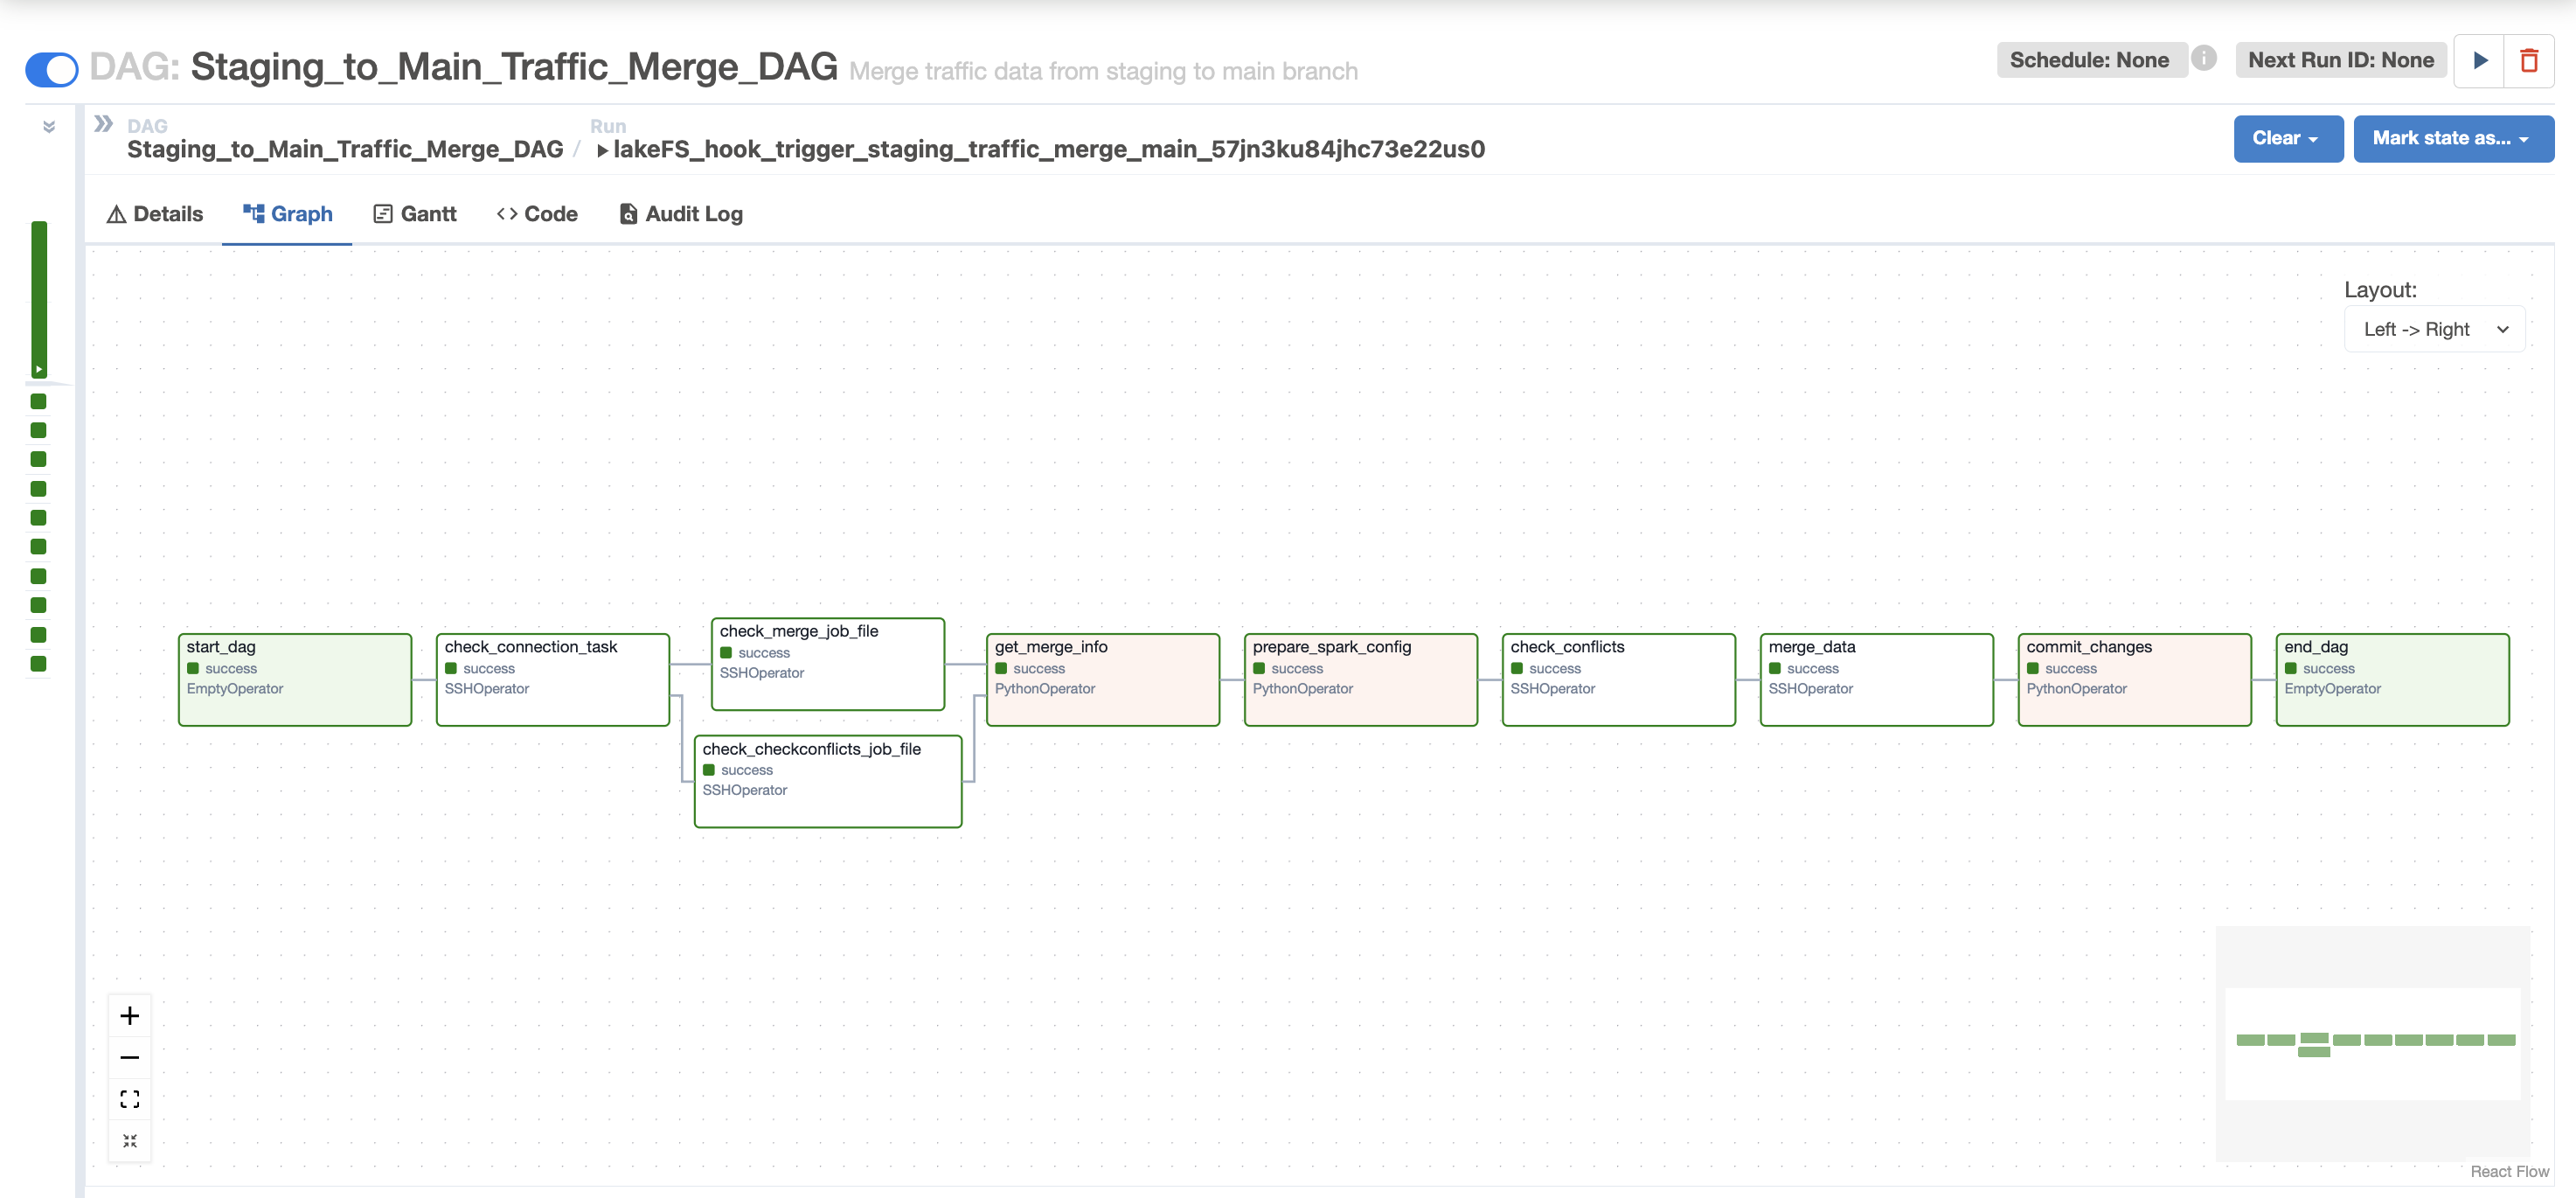 DAG: Staging_to_Main_Traffic_Merge_DAG Merge traffic data from staging to main branch
Schedule: None
Next Run ID: None
DAG
Staging_to_Main_Traffic_Merge_DAG /
Run
lakeFS_hook_trigger_staging_traffic_merge_main_57jn3ku84jhc73e22us0
Clear
Mark state as...
Details
Graph
Gantt
Code
Audit Log
Layout:
Left -> Right
start_dag
success
EmptyOperator
check_connection_task
success
SSHOperator
check_merge_job_file
success
SSHOperator
check_checkconflicts_job_file
success
SSHOperator
get_merge_info
success
PythonOperator
prepare_spark_config
success
PythonOperator
check_conflicts
success
SSHOperator
merge_data
success
SSHOperator
commit_changes
success
PythonOperator
end_dag
success
EmptyOperator
React Flow